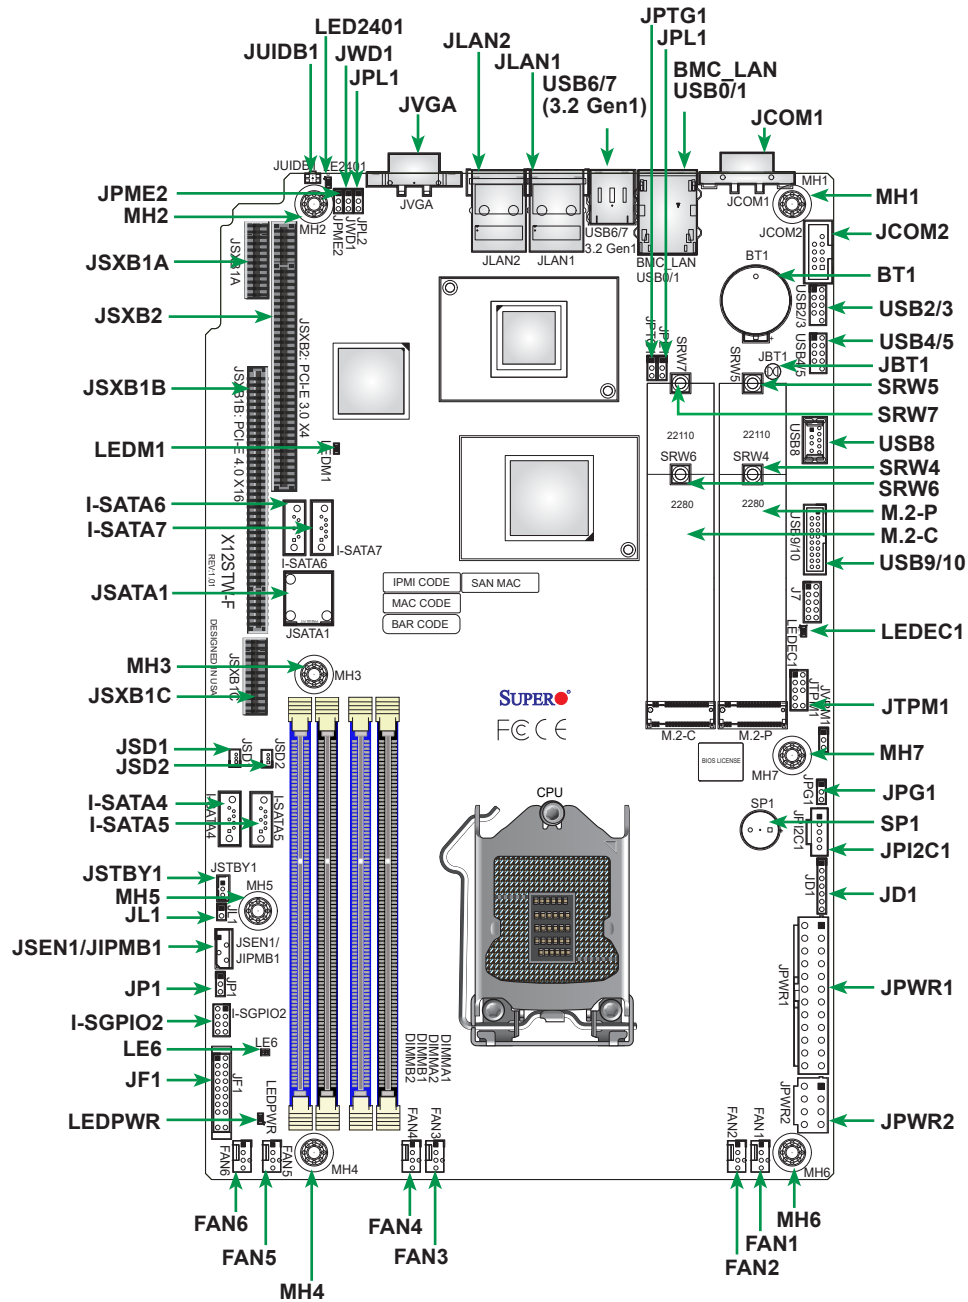 LED2401
JUIDB1
JWD1
JPL1
JVGA
JLAN2
JLAN1
USB6/7
(3.2 Gen1)
JPTG1
JPL1
BMC_LAN
USB0/1
JCOM1
JPME2
MH2
JSXB1A
JSXB2
JSXB1B
LEDM1
I-SATA6
I-SATA7
JSATA1
MH3
JSXB1C
JSD1
JSD2
I-SATA4
I-SATA5
JSTBY1
MH5
JL1
JSEN1/JIPMB1
JP1
I-SGPIO2
LE6
JF1
LEDPWR
MH1
JCOM2
BT1
USB2/3
USB4/5
JBT1
SRW5
SRW7
USB8
SRW4
SRW6
M.2-P
M.2-C
USB9/10
LEDEC1
JTPM1
MH7
JPG1
SP1
JPI2C1
JD1
JPWR1
JPWR2
FAN6
FAN5
MH4
FAN4
FAN3
MH6
FAN1
FAN2
JUIDB1
LE2401
MH2
JPL2
JWD1
JPME2
JVGA
JLAN2
JLAN1
USB6/7
3.2 Gen1
BMC_LAN
USB0/1
JCOM1
MH1
JCOM2
BT1
USB2/3
USB4/5
JBT1
SRW7
SRW5
JSXB1A
JSXB2: PCI-E 3.0 X4
JSXB1B: PCI-E 4.0 X16
LEDM1
22110
22110
SRW6
SRW4
2280
2280
USB8
USB9/10
J7
LEDEC1
JTPM1
I-SATA6
I-SATA7
X12STW-F
REV:1.01
DESIGNED IN USA
JSATA1
IPMI CODE
SAN MAC
MAC CODE
BAR CODE
MH3
JSXB1C
SUPER
FC CE
M.2-C
M.2-P
BIOS LICENSE
MH7
JPG1
SP1
JPI2C1
JD1
JSD1
JSD2
I-SATA4
I-SATA5
CPU
JSTBY1
MH5
JL1
JSEN1/
JIPMB1
JP1
I-SGPIO2
LE6
JF1
LEDPWR
JPWR1
JPWR2
DIMMA1
DIMMA2
DIMMB1
DIMMB2
FAN6
FAN5
MH4
FAN4
FAN3
FAN2
FAN1
MH6